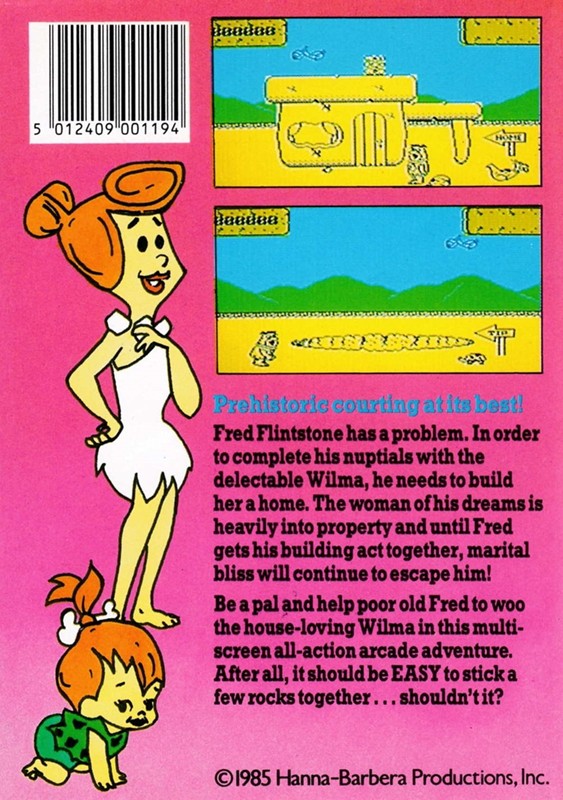 5 012409 001194
HOME
TIP
Prehistoric courting at its best!
Fred Flintstone has a problem. In order
to complete his nuptials with the
delectable Wilma, he needs to build
her a home. The woman of his dreams is
heavily into property and until Fred
gets his building act together, marital
bliss will continue to escape him!
Be a pal and help poor old Fred to woo
the house-loving Wilma in this multi-
screen all-action arcade adventure.
After all, it should be EASY to stick a
few rocks together . . . shouldn't it?
©1985 Hanna-Barbera Productions, Inc.